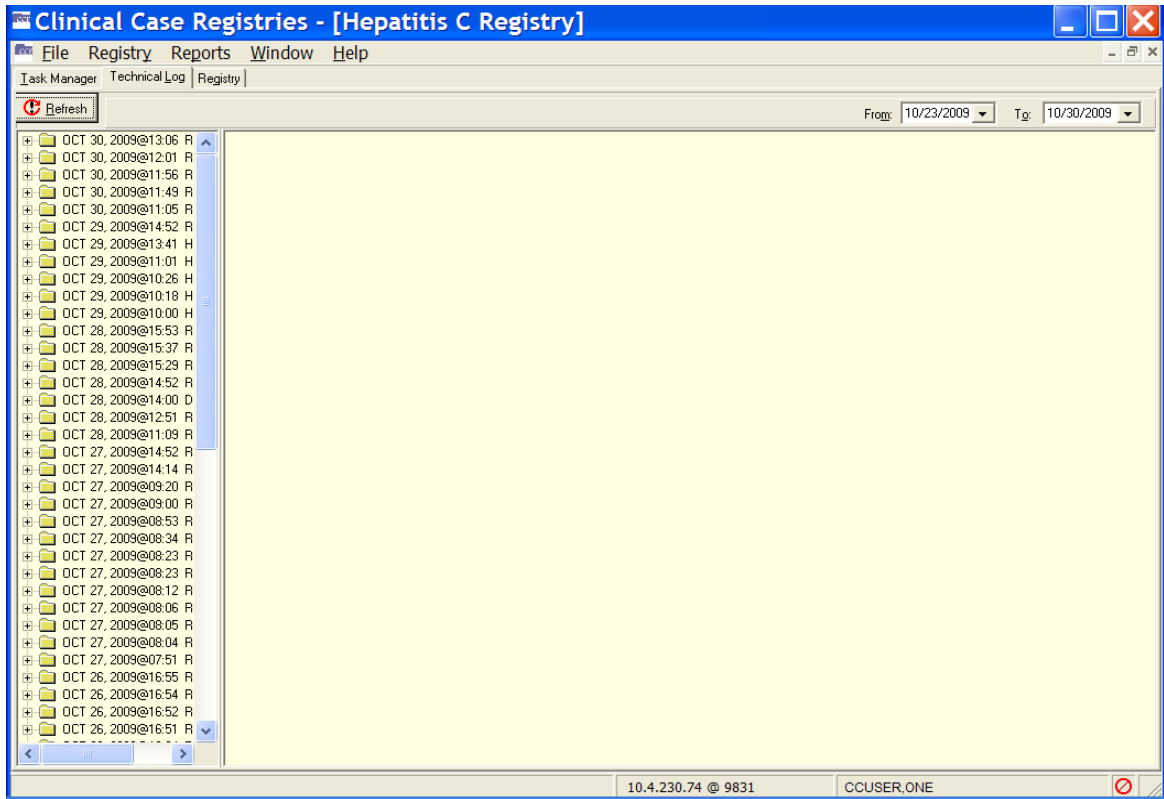 Clinical Case Registries - [Hepatitis C Registry]
File Registry Reports Window Help
Task Manager Technical Log Registry
Refresh From: 10/23/2009 To: 10/30/2009
OCT 30, 2009@13:06 R
OCT 30, 2009@12:01 R
OCT 30, 2009@11:56 R
OCT 30, 2009@11:49 R
OCT 30, 2009@11:05 R
OCT 29, 2009@14:52 R
OCT 29, 2009@13:41 H
OCT 29, 2009@11:01 H
OCT 29, 2009@10:26 H
OCT 29, 2009@10:18 H
OCT 29, 2009@10:00 H
OCT 28, 2009@15:53 R
OCT 28, 2009@15:37 R
OCT 28, 2009@15:29 R
OCT 28, 2009@14:52 R
OCT 28, 2009@14:00 D
OCT 28, 2009@12:51 R
OCT 28, 2009@11:09 R
OCT 27, 2009@14:52 R
OCT 27, 2009@14:14 R
OCT 27, 2009@09:20 R
OCT 27, 2009@09:00 R
OCT 27, 2009@08:53 R
OCT 27, 2009@08:34 R
OCT 27, 2009@08:23 R
OCT 27, 2009@08:23 R
OCT 27, 2009@08:12 R
OCT 27, 2009@08:06 R
OCT 27, 2009@08:05 R
OCT 27, 2009@08:04 R
OCT 27, 2009@07:51 R
OCT 26, 2009@16:55 R
OCT 26, 2009@16:54 R
OCT 26, 2009@16:52 R
OCT 26, 2009@16:51 R
10.4.230.74 @ 9831 CCUSER,ONE